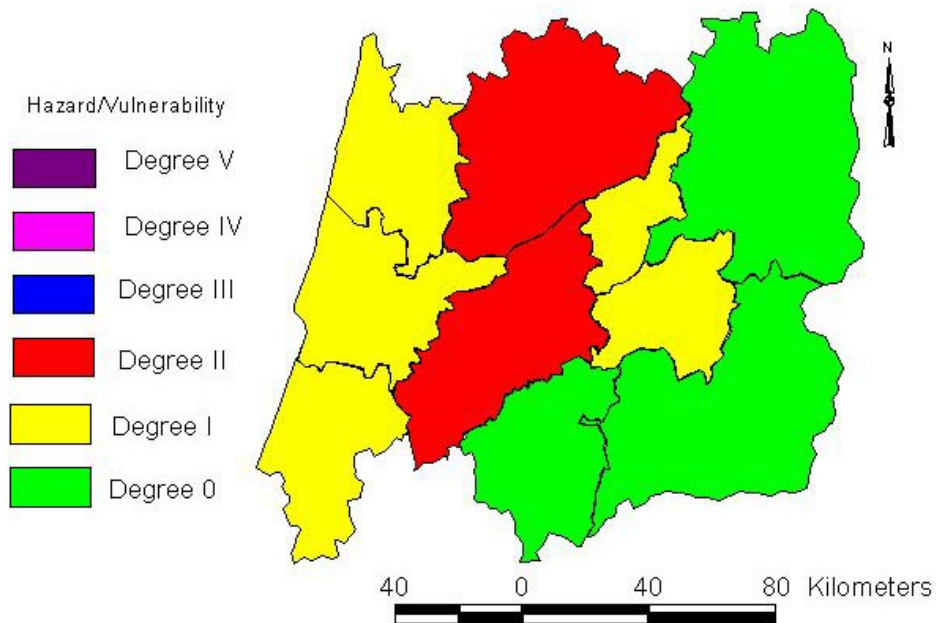 Hazard/Vulnerability
Degree V
Degree IV
Degree III
Degree II
Degree I
Degree 0
N
40 0 40 80 Kilometers